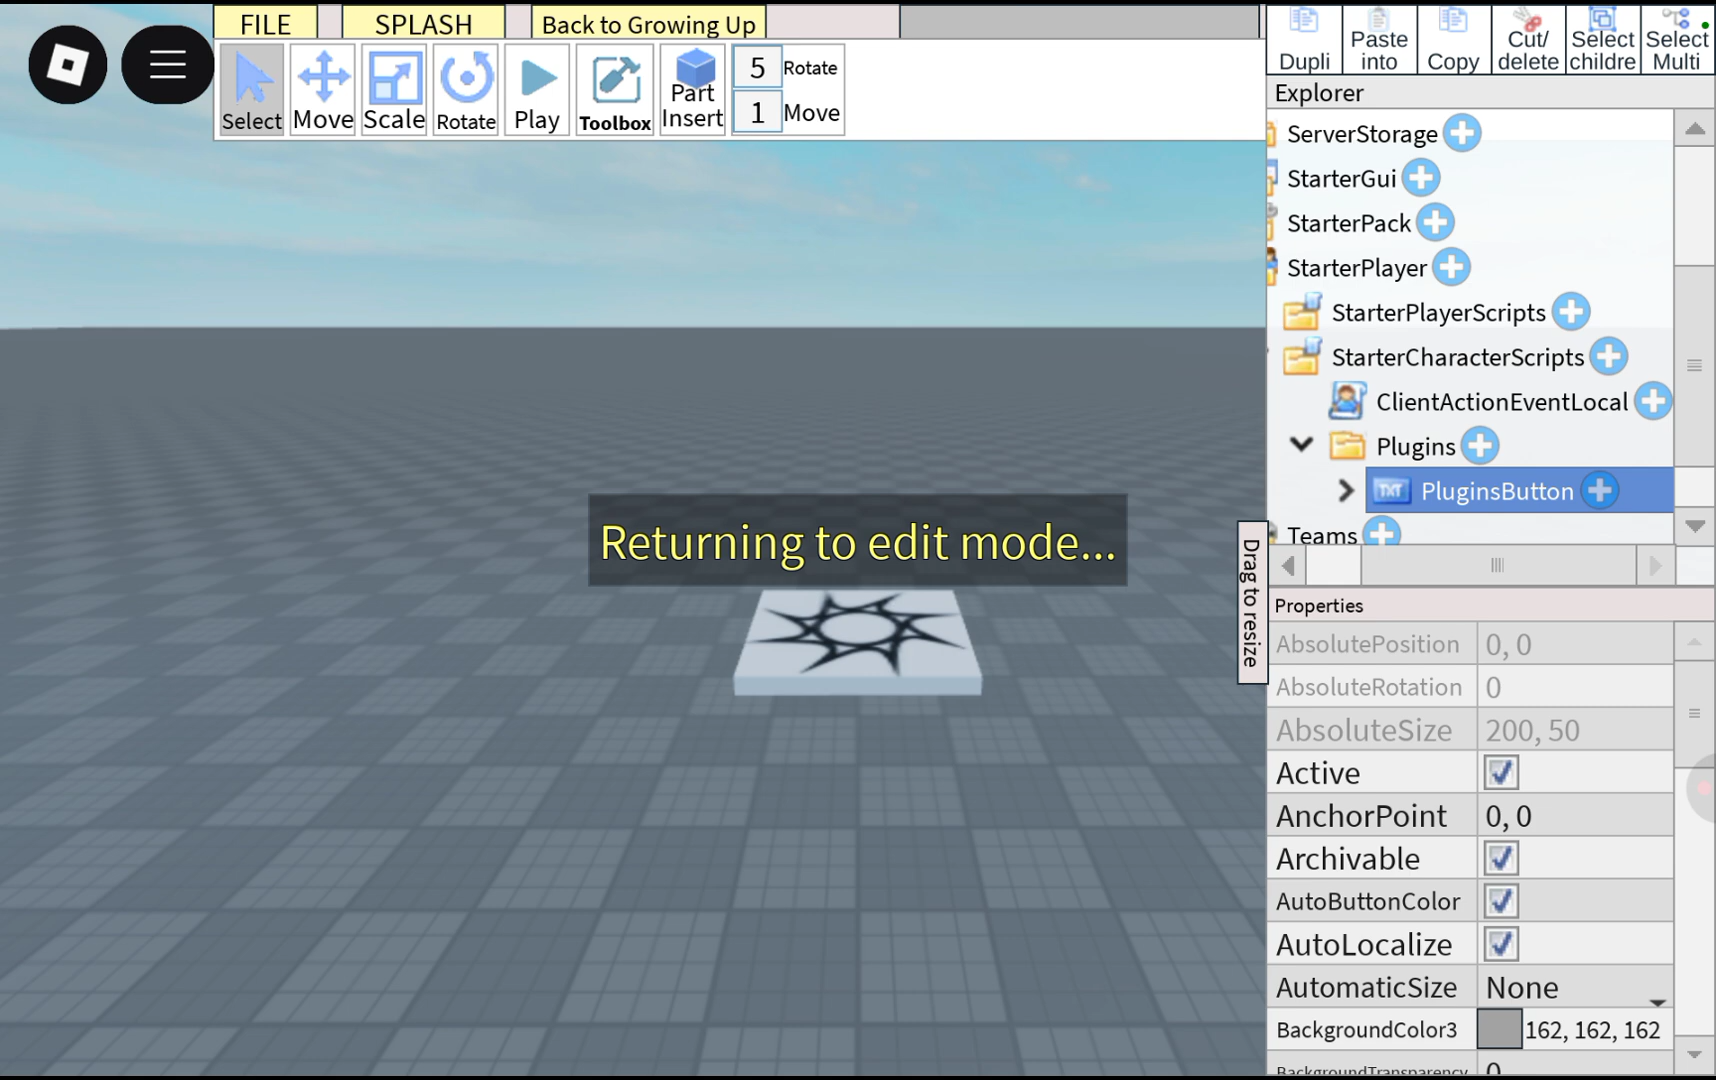 FILE
SPLASH
Back to Growing Up
Select
Move
Scale
Rotate
Play
Toolbox
Part
Insert
5 Rotate
1 Move
Dupli
Paste
into
Copy
Cut/
delete
Select
childre
Select
Multi
Explorer
ServerStorage
StarterGui
StarterPack
StarterPlayer
StarterPlayerScripts
StarterCharacterScripts
ClientActionEventLocal
Plugins
TXT PluginsButton
Teams
Returning to edit mode...
Drag to resize
Properties
AbsolutePosition 0, 0
AbsoluteRotation 0
AbsoluteSize 200, 50
Active
AnchorPoint 0, 0
Archivable
AutoButtonColor
AutoLocalize
AutomaticSize None
BackgroundColor3 162, 162, 162
BackgroundTransparency 0